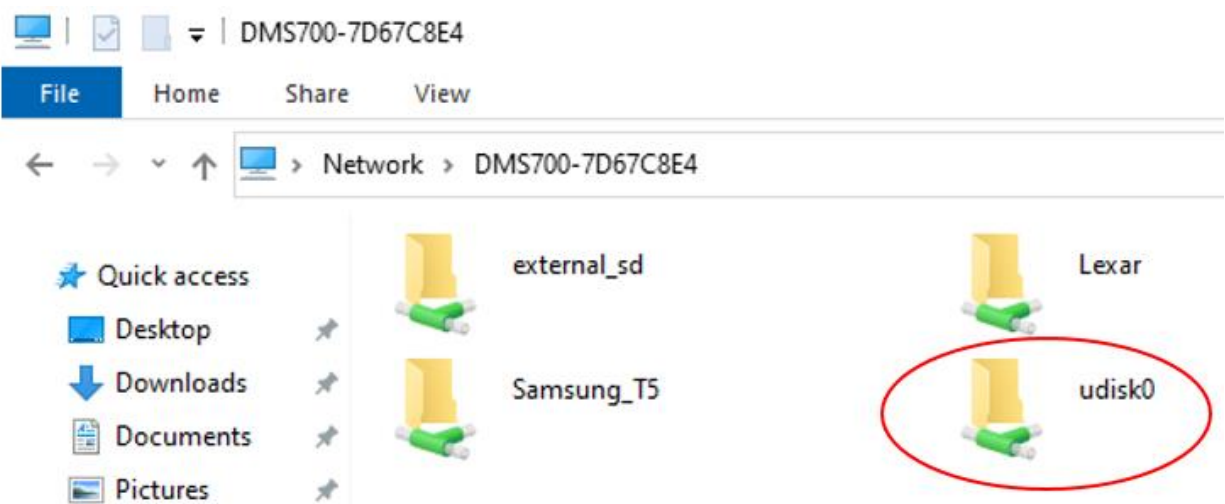 DMS700-7D67C8E4
File Home Share View
Network > DMS700-7D67C8E4
Quick access
Desktop
Downloads
Documents
Pictures
external_sd
Lexar
Samsung_T5
udisk0